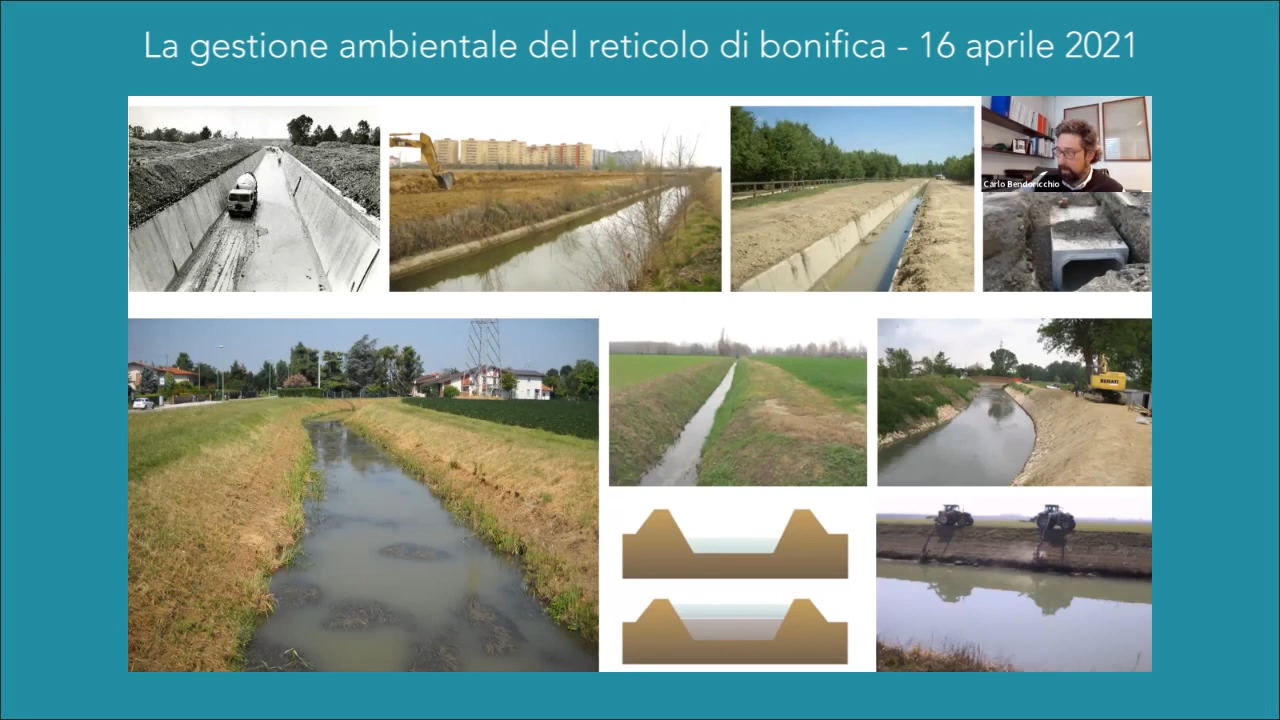 La gestione ambientale del reticolo di bonifica - 16 aprile 2021
Carlo Bendoricchio